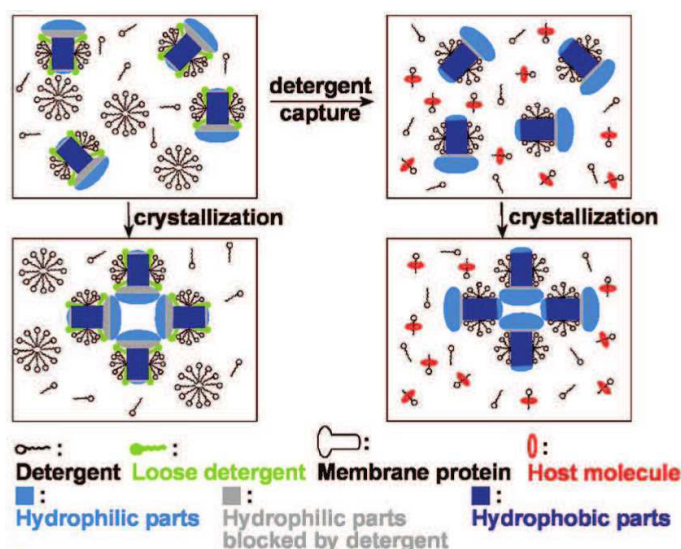 detergent
capture
crystallization
crystallization
:
Detergent
:
Loose detergent
:
Membrane protein
:
Host molecule
:
Hydrophilic parts
:
Hydrophilic parts
blocked by detergent
:
Hydrophobic parts